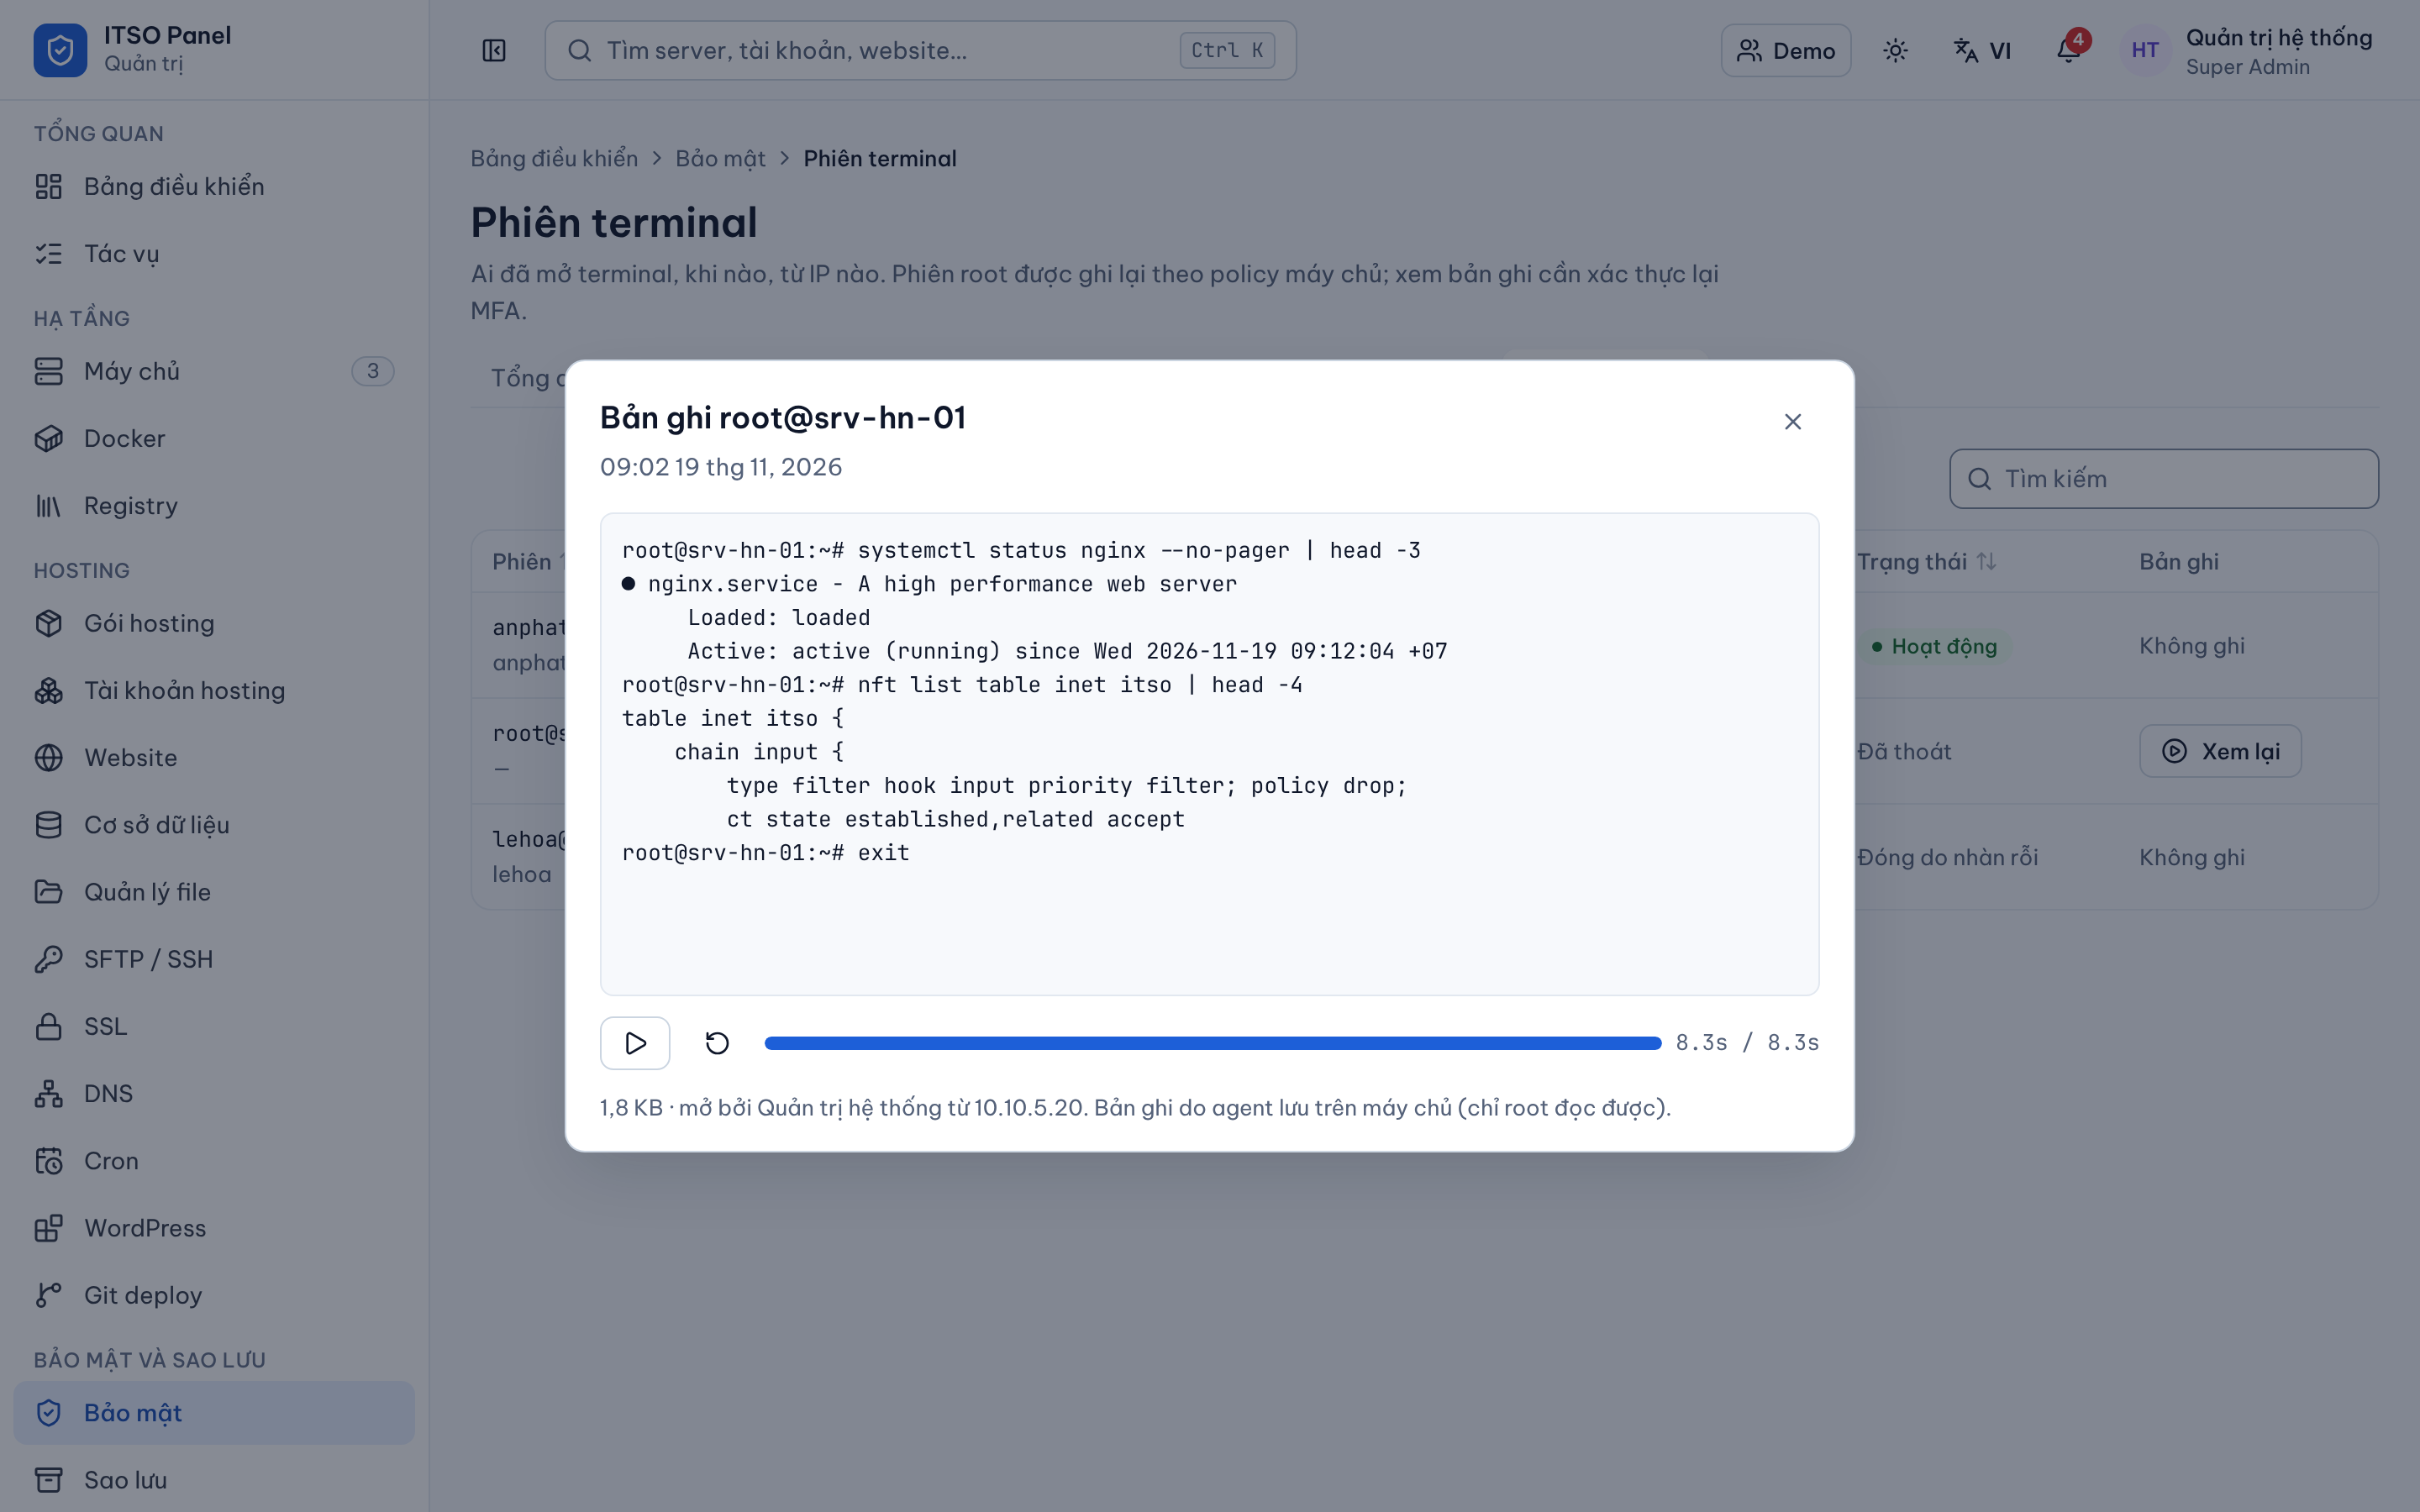 ITSO Panel
Quản trị
Tìm server, tài khoản, website...
Ctrl K
Demo
VI
4
HT
Quản trị hệ thống
Super Admin
TỔNG QUAN
Bảng điều khiển
Tác vụ
HẠ TẦNG
Máy chủ
3
Docker
Registry
HOSTING
Gói hosting
Tài khoản hosting
Website
Cơ sở dữ liệu
Quản lý file
SFTP / SSH
SSL
DNS
Cron
WordPress
Git deploy
BẢO MẬT VÀ SAO LƯU
Bảo mật
Sao lưu
Bảng điều khiển > Bảo mật > Phiên terminal
Phiên terminal
Ai đã mở terminal, khi nào, từ IP nào. Phiên root được ghi lại theo policy máy chủ; xem bản ghi cần xác thực lại
MFA.
Tổng
Tìm kiếm
Phiên
Trạng thái
Bản ghi
anphat
anphat
Hoạt động
Không ghi
root@s
—
Đã thoát
Xem lại
lehoa@
lehoa
Đóng do nhàn rỗi
Không ghi
Bản ghi root@srv-hn-01
09:02 19 thg 11, 2026
root@srv-hn-01:~# systemctl status nginx --no-pager | head -3
● nginx.service - A high performance web server
     Loaded: loaded
     Active: active (running) since Wed 2026-11-19 09:12:04 +07
root@srv-hn-01:~# nft list table inet itso | head -4
table inet itso {
    chain input {
        type filter hook input priority filter; policy drop;
        ct state established,related accept
root@srv-hn-01:~# exit
8.3s / 8.3s
1,8 KB · mở bởi Quản trị hệ thống từ 10.10.5.20. Bản ghi do agent lưu trên máy chủ (chỉ root đọc được).